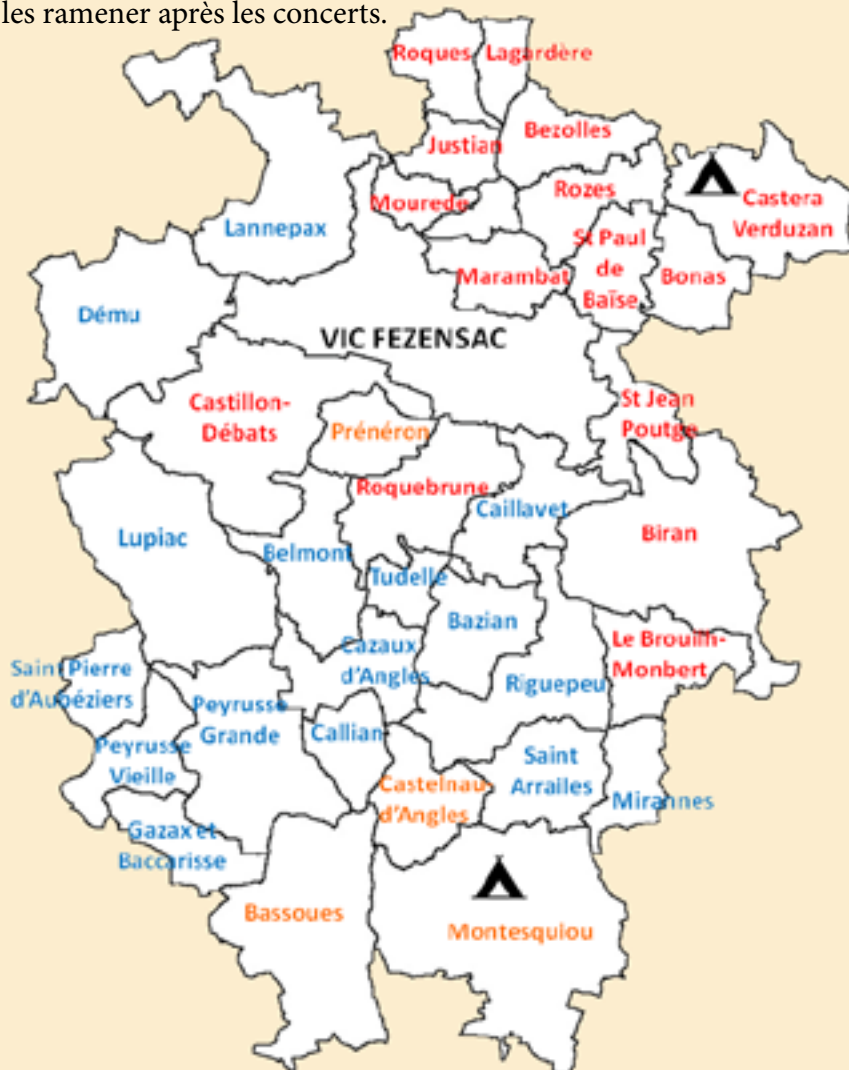 les ramener après les concerts.
Roques
Lagardère
Justian
Bezolles
Mourede
Rozes
Castera
Verduzan
Lannepax
St Paul
de
Baïse
Marambat
Bonas
Dému
VIC FEZENSAC
Castillon-
Débats
Prénéron
St Jean
Poutge
Roquebrune
Caillavet
Biran
Lupiac
Belmont
Tudelle
Bazian
Cazaux
d'Angles
Le Brouilh-
Monbert
Saint Pierre
d'Aubéziers
Riguepeu
Peyrusse
Grande
Callian
Peyrusse
Vieille
Saint
Arrailes
Castelnau
d'Angles
Mirannes
Gazax et
Baccarisse
Bassoues
Montesquiou